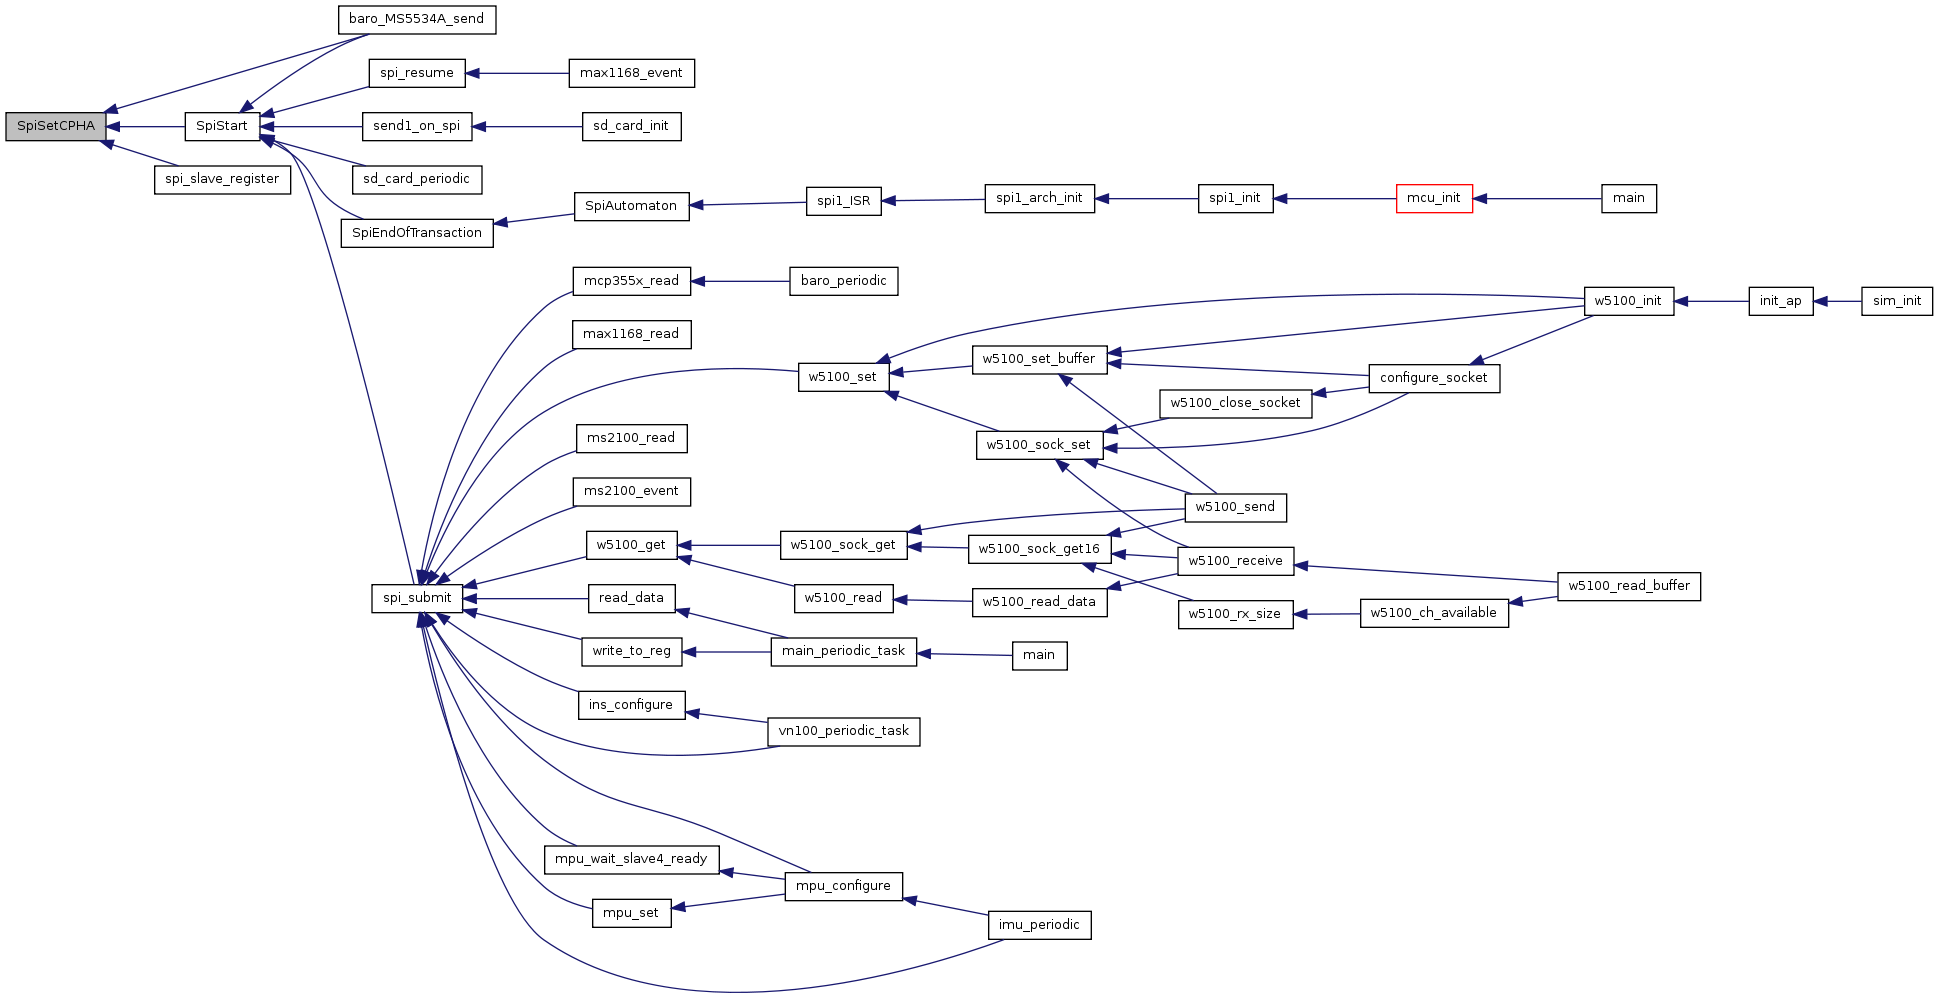 baro_MS5534A_send
spi_resume
max1168_event
SpiSetCPHA
SpiStart
send1_on_spi
sd_card_init
spi_slave_register
sd_card_periodic
SpiEndOfTransaction
SpiAutomaton
spi1_ISR
spi1_arch_init
spi1_init
mcu_init
main
mcp355x_read
baro_periodic
w5100_init
init_ap
sim_init
max1168_read
w5100_set
w5100_set_buffer
configure_socket
w5100_close_socket
ms2100_read
w5100_sock_set
ms2100_event
w5100_send
w5100_get
w5100_sock_get
w5100_sock_get16
w5100_receive
w5100_read_buffer
spi_submit
read_data
w5100_read
w5100_read_data
w5100_rx_size
w5100_ch_available
write_to_reg
main_periodic_task
main
ins_configure
vn100_periodic_task
mpu_wait_slave4_ready
mpu_configure
mpu_set
imu_periodic